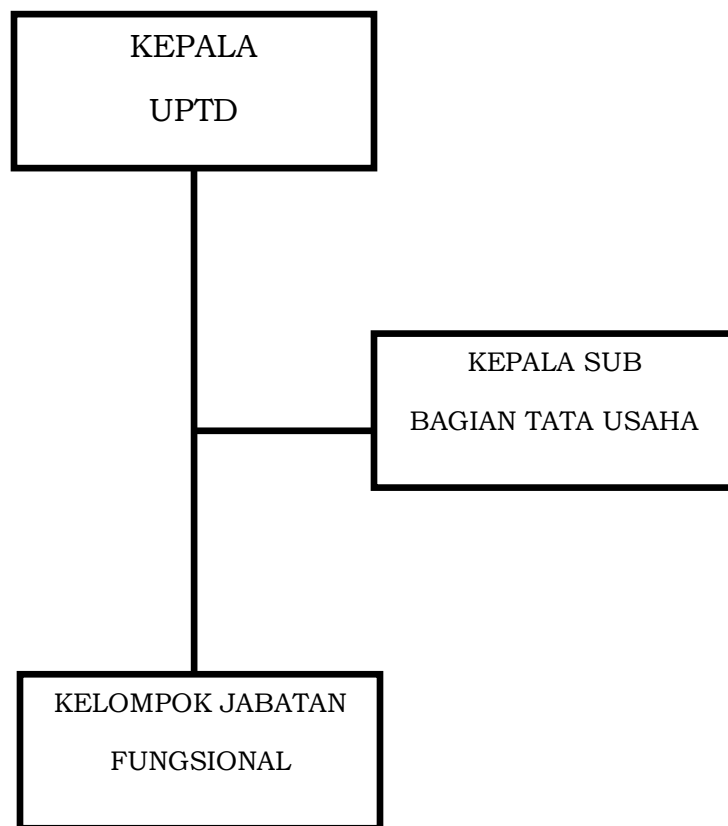 KEPALA
UPTD
KEPALA SUB
BAGIAN TATA USAHA
KELOMPOK JABATAN
FUNGSIONAL